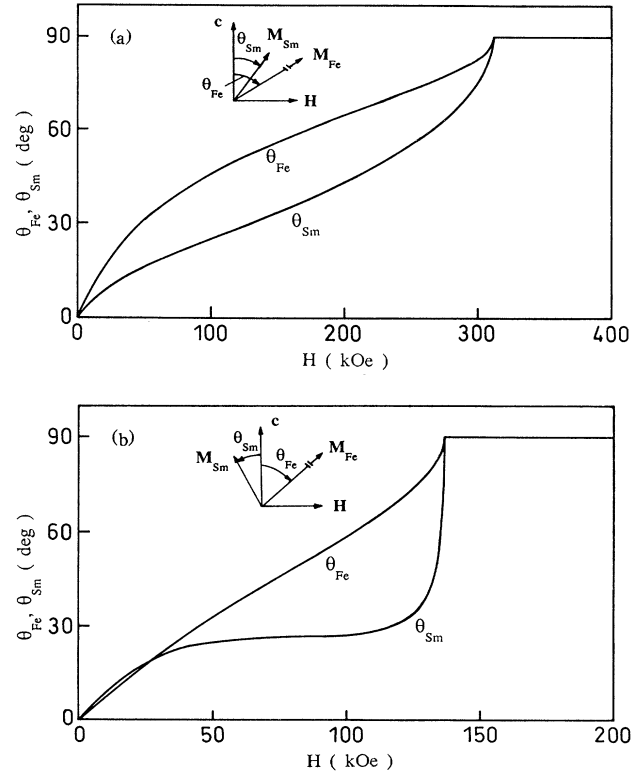 (a)
c
θSm MSm
MFe
θFe
H
θFe
θSm
θFe, θSm ( deg )
90
60
30
0
0 100 200 300 400
H ( kOe )
(b)
c
θSm
MSm θFe MFe
H
θFe
θSm
θFe, θSm ( deg )
90
60
30
0
0 50 100 150 200
H ( kOe )